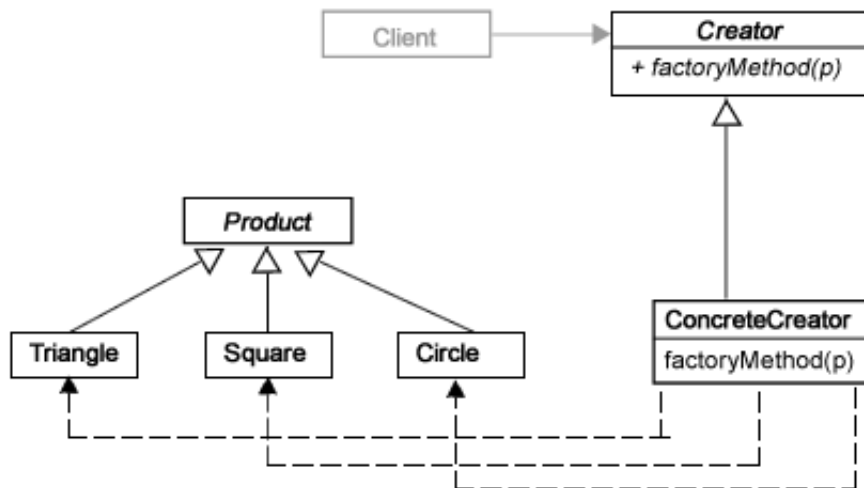 Client
Creator
+ factoryMethod(p)
Product
Triangle
Square
Circle
ConcreteCreator
factoryMethod(p)